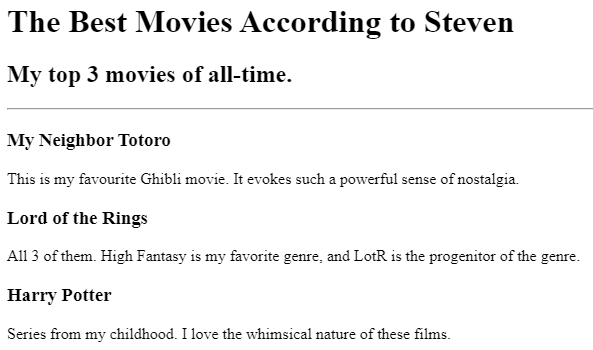 The Best Movies According to Steven
My top 3 movies of all-time.
My Neighbor Totoro
This is my favourite Ghibli movie. It evokes such a powerful sense of nostalgia.
Lord of the Rings
All 3 of them. High Fantasy is my favorite genre, and LotR is the progenitor of the genre.
Harry Potter
Series from my childhood. I love the whimsical nature of these films.